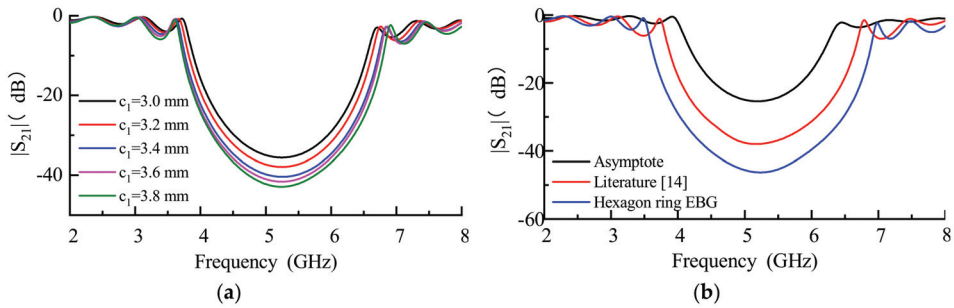 0
-20
-40
|S21|( dB)
c1=3.0 mm
c1=3.2 mm
c1=3.4 mm
c1=3.6 mm
c1=3.8 mm
2 3 4 5 6 7 8
Frequency (GHz)
(a)
0
-20
-40
-60
|S21|( dB)
Asymptote
Literature [14]
Hexagon ring EBG
2 3 4 5 6 7 8
Frequency (GHz)
(b)